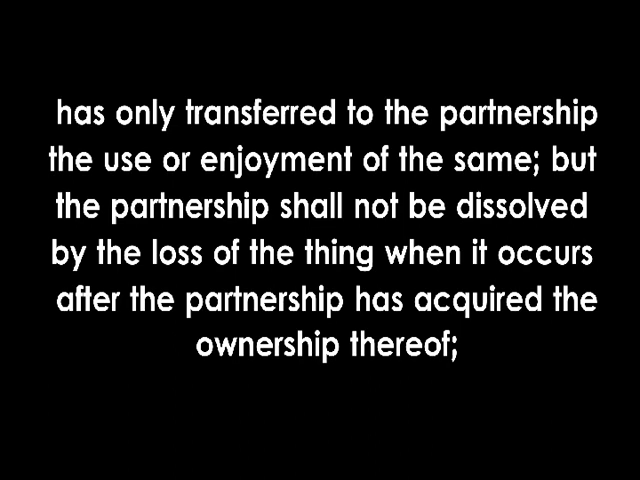 has only transferred to the partnership
the use or enjoyment of the same; but
the partnership shall not be dissolved
by the loss of the thing when it occurs
after the partnership has acquired the
ownership thereof;